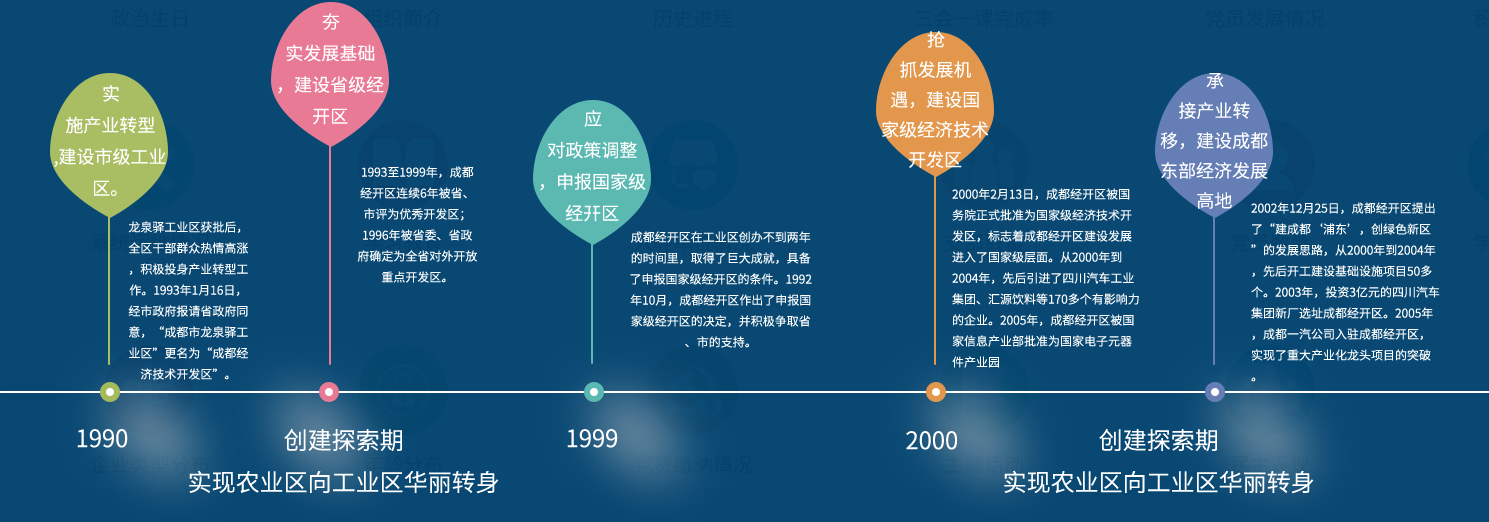 实
施产业转型
,建设市级工业
区。
龙泉驿工业区获批后，
全区干部群众热情高涨
，积极投身产业转型工
作。1993年1月16日，
经市政府报请省政府同
意，“成都市龙泉驿工
业区”更名为“成都经
济技术开发区”。
夯
实发展基础
，建设省级经
开区
1993至1999年，成都
经开区连续6年被省、
市评为优秀开发区；
1996年被省委、省政
府确定为全省对外开放
重点开发区。
应
对政策调整
，申报国家级
经开区
成都经开区在工业区创办不到两年
的时间里，取得了巨大成就，具备
了申报国家级经开区的条件。1992
年10月，成都经开区作出了申报国
家级经开区的决定，并积极争取省
、市的支持。
抢
抓发展机
遇，建设国
家级经济技术
开发区
2000年2月13日，成都经开区被国
务院正式批准为国家级经济技术开
发区，标志着成都经开区建设发展
进入了国家级层面。从2000年到
2004年，先后引进了四川汽车工业
集团、汇源饮料等170多个有影响力
的企业。2005年，成都经开区被国
家信息产业部批准为国家电子元器
件产业园
承
接产业转
移，建设成都
东部经济发展
高地
2002年12月25日，成都经开区提出
了“建成都‘浦东’，创绿色新区
”的发展思路，从2000年到2004年
，先后开工建设基础设施项目50多
个。2003年，投资3亿元的四川汽车
集团新厂选址成都经开区。2005年
，成都一汽公司入驻成都经开区，
实现了重大产业化龙头项目的突破
。
1990
创建探索期
实现农业区向工业区华丽转身
1999
2000
创建探索期
实现农业区向工业区华丽转身
政治生日
组织简介
历史进程
三会一课完成率
党员发展情况